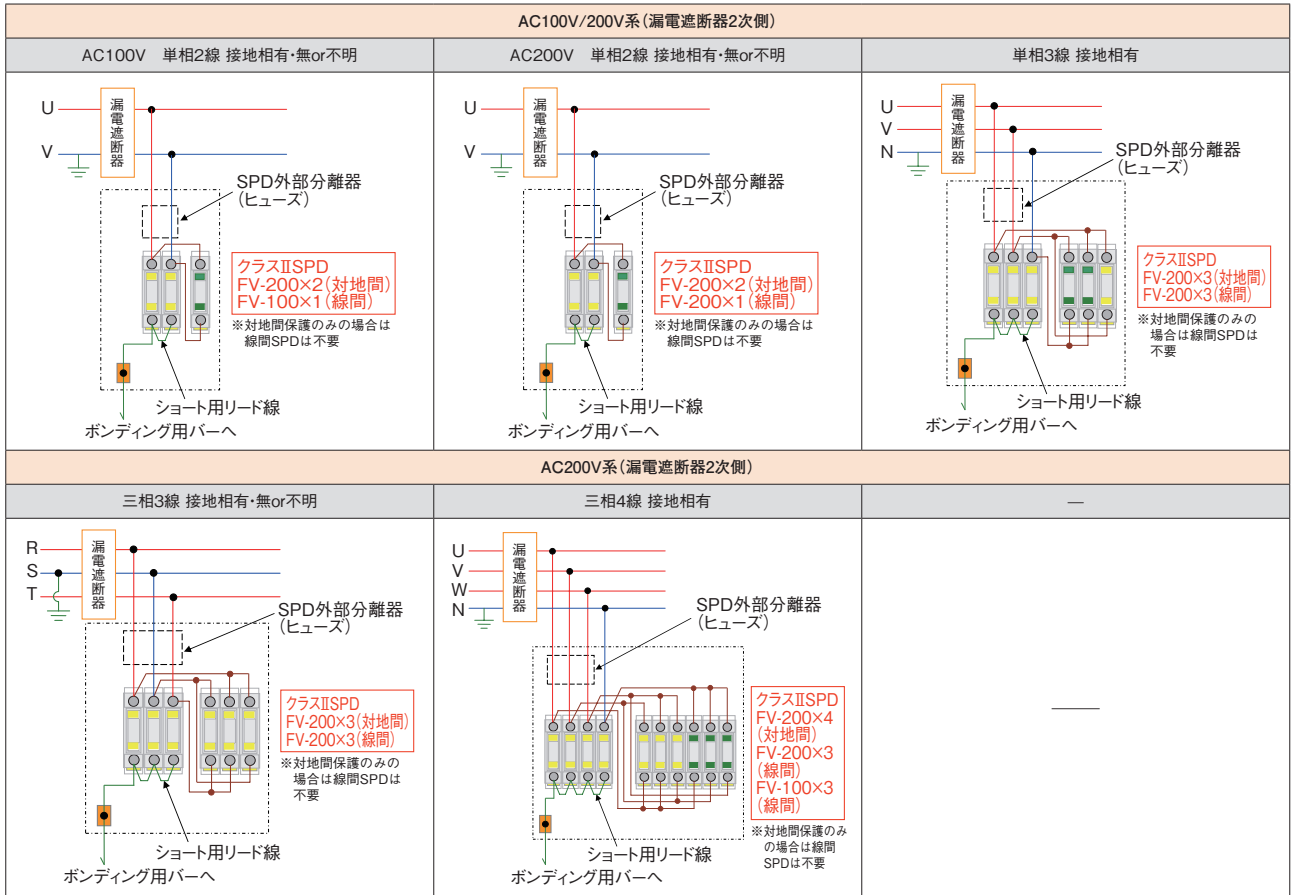 AC100V/200V系(漏電遮断器2次側)
AC100V 単相2線 接地相有・無or不明
AC200V 単相2線 接地相有・無or不明
単相3線 接地相有
U
V
漏電遮断器
SPD外部分離器
(ヒューズ)
クラスⅡSPD
FV-200×2(対地間)
FV-100×1(線間)
※対地間保護のみの場合は
線間SPDは不要
ショート用リード線
ボンディング用バーへ
U
V
漏電遮断器
SPD外部分離器
(ヒューズ)
クラスⅡSPD
FV-200×2(対地間)
FV-200×1(線間)
※対地間保護のみの場合は
線間SPDは不要
ショート用リード線
ボンディング用バーへ
U
V
N
漏電遮断器
SPD外部分離器
(ヒューズ)
クラスⅡSPD
FV-200×3(対地間)
FV-200×3(線間)
※対地間保護のみの
場合は線間SPDは
不要
ショート用リード線
ボンディング用バーへ
AC200V系(漏電遮断器2次側)
三相3線 接地相有・無or不明
三相4線 接地相有
—
R
S
T
漏電遮断器
SPD外部分離器
(ヒューズ)
クラスⅡSPD
FV-200×3(対地間)
FV-200×3(線間)
※対地間保護のみの
場合は線間SPDは
不要
ショート用リード線
ボンディング用バーへ
U
V
W
N
漏電遮断器
SPD外部分離器
(ヒューズ)
クラスⅡSPD
FV-200×4
(対地間)
FV-200×3
(線間)
FV-100×3
(線間)
※対地間保護のみ
の場合は線間
SPDは不要
ショート用リード線
ボンディング用バーへ
——